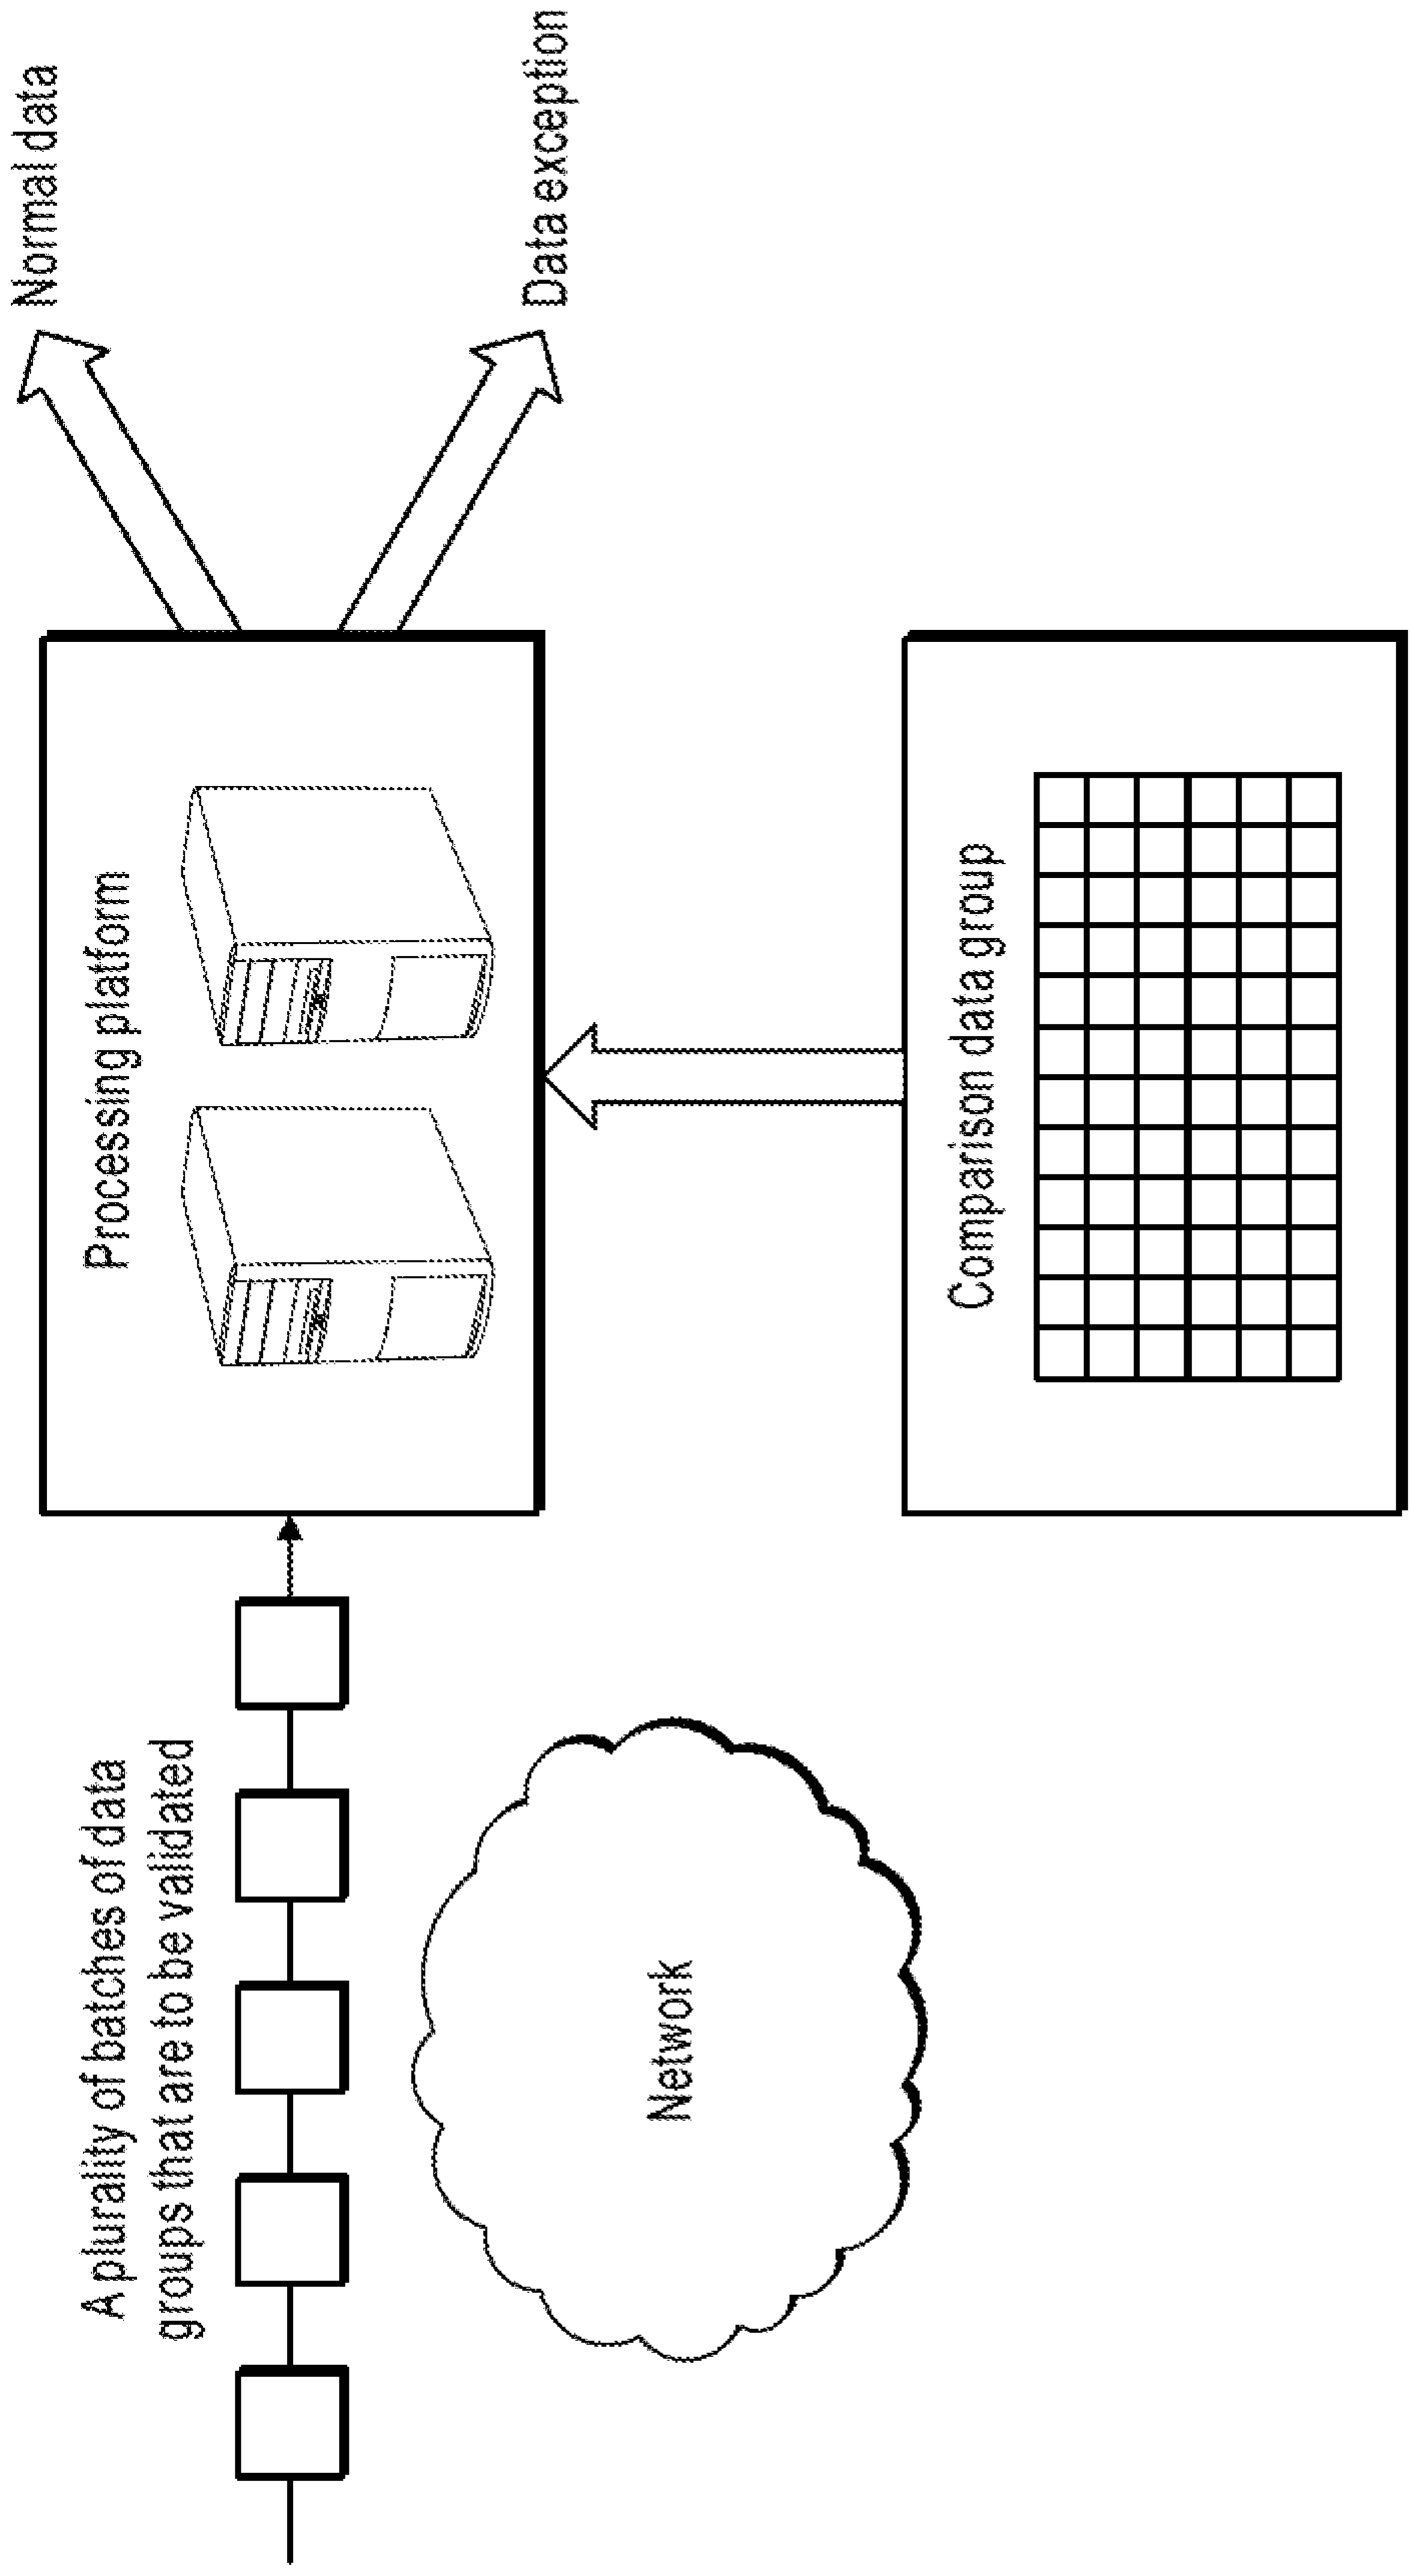 A plurality of batches of data
groups that are to be validated
Network
Processing platform
Comparison data group
Normal data
Data exception